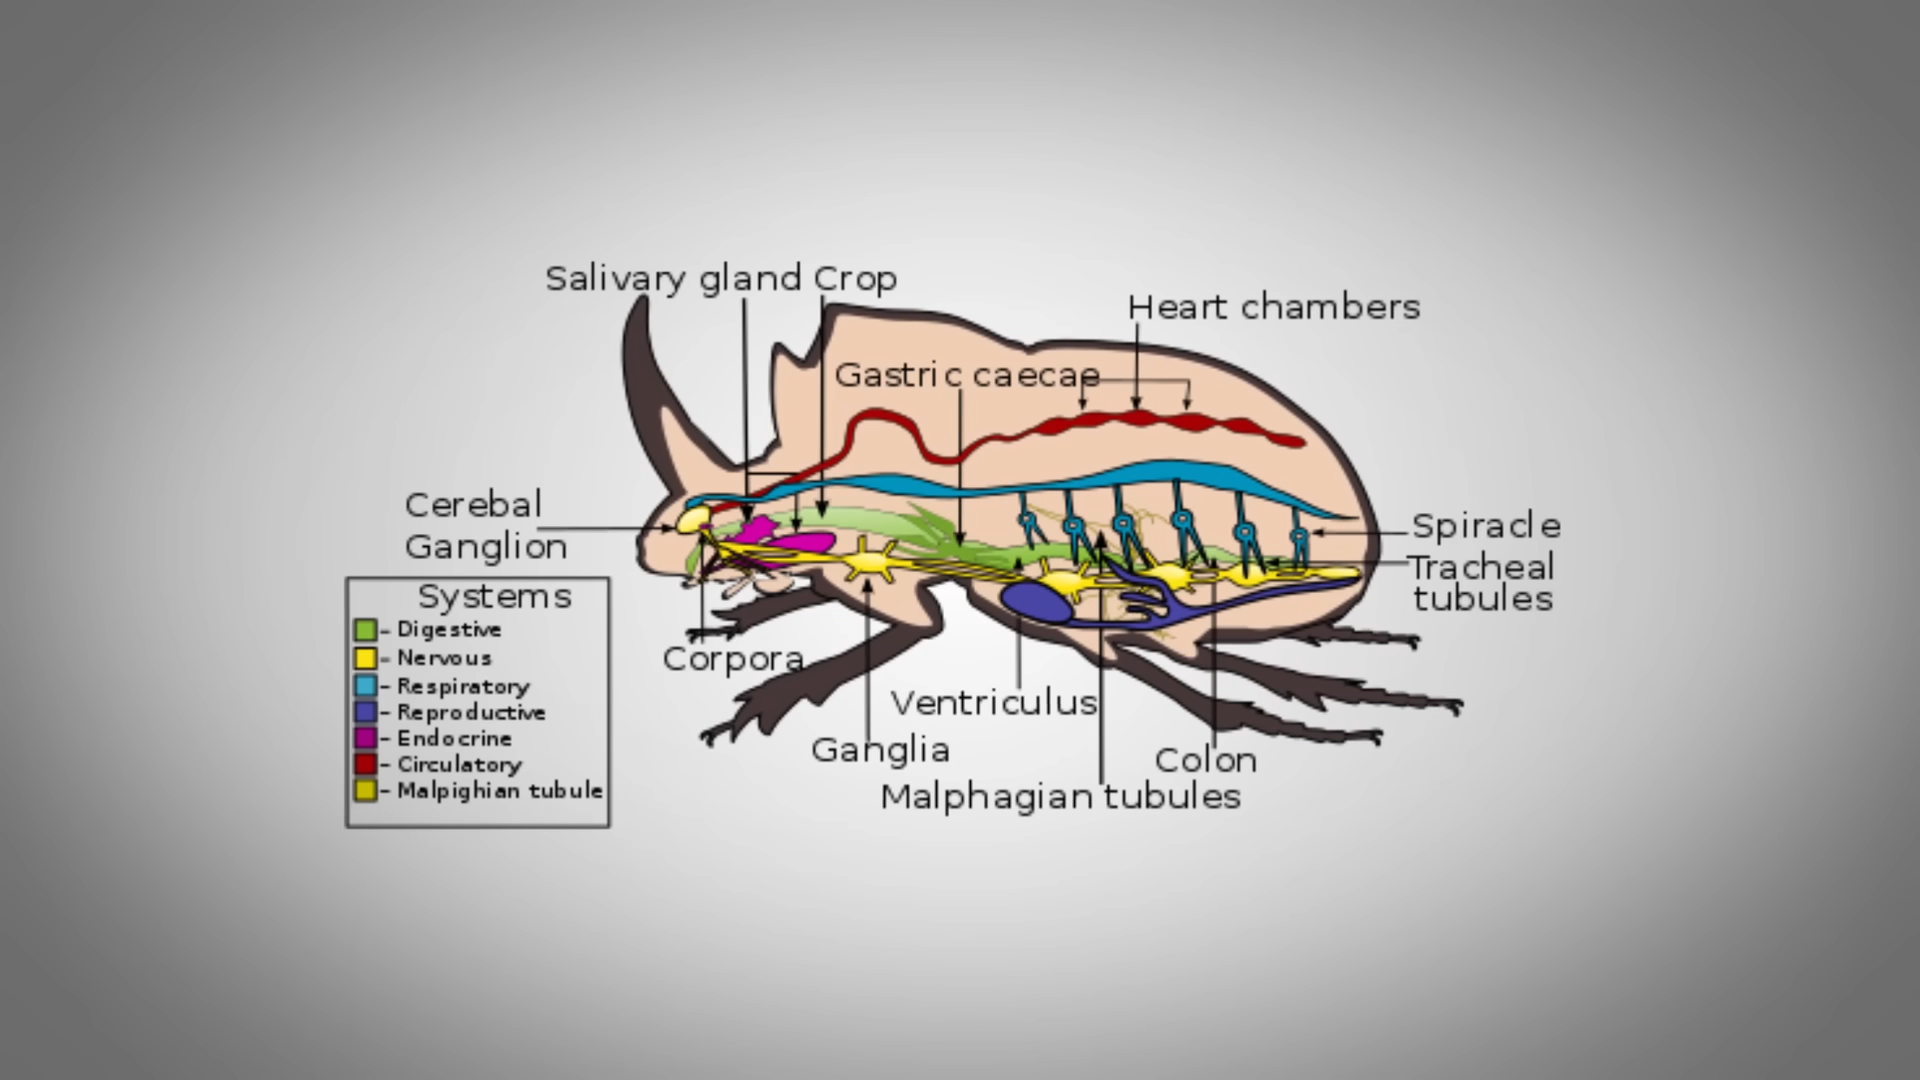 Salivary gland Crop
Heart chambers
Gastric caecae
Cerebal
Ganglion
Spiracle
Tracheal
tubules
Systems
- Digestive
- Nervous
- Respiratory
- Reproductive
- Endocrine
- Circulatory
- Malpighian tubule
Corpora
Ventriculus
Ganglia
Colon
Malphagian tubules